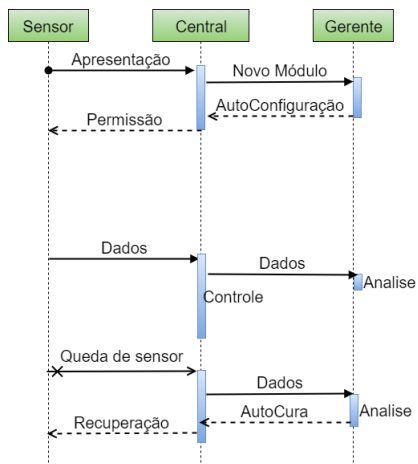 Sensor
Central
Gerente
Apresentação
Novo Módulo
AutoConfiguração
Permissão
Dados
Dados
Analise
Controle
Queda de sensor
Dados
AutoCura
Analise
Recuperação